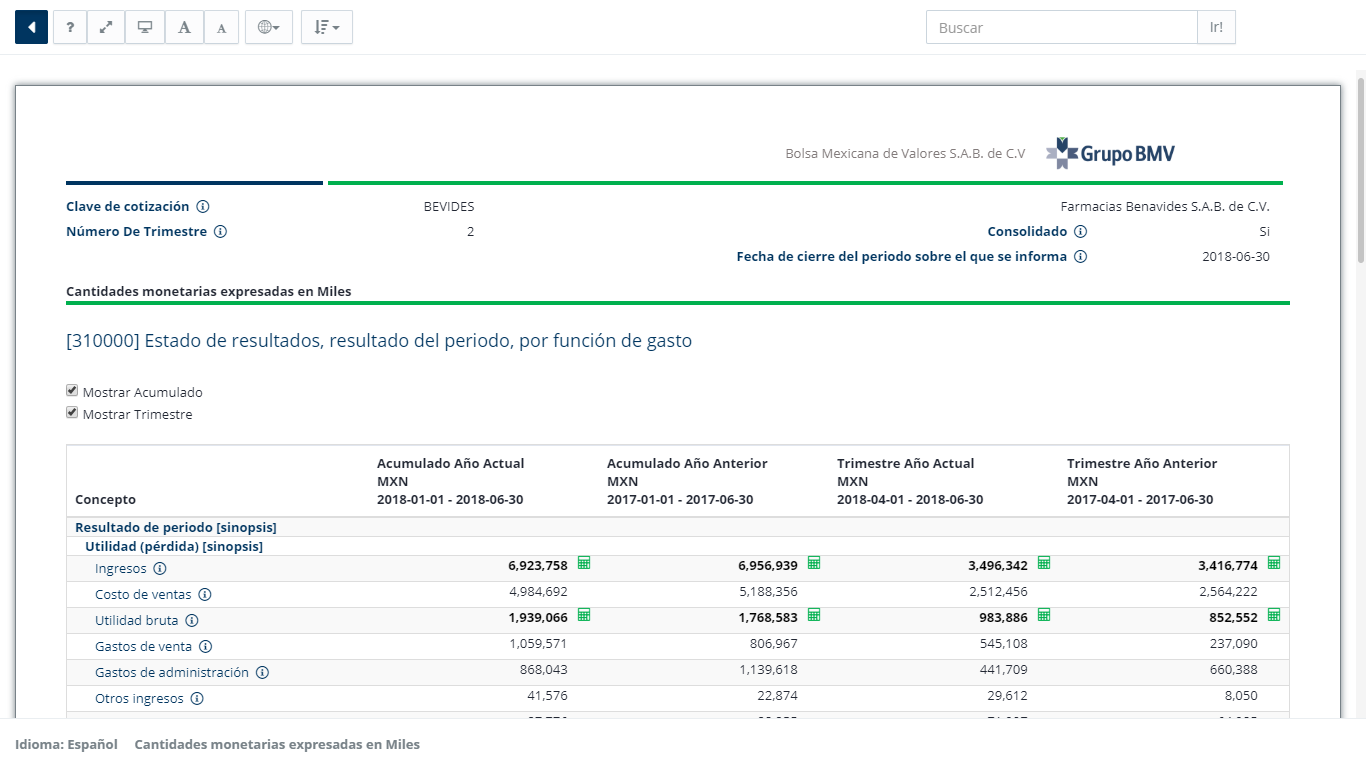 ? A A
Buscar Ir!
Bolsa Mexicana de Valores S.A.B. de C.V Grupo BMV
Clave de cotización BEVIDES Farmacias Benavides S.A.B. de C.V.
Número De Trimestre 2 Consolidado Si
Fecha de cierre del periodo sobre el que se informa 2018-06-30
Cantidades monetarias expresadas en Miles
[310000] Estado de resultados, resultado del periodo, por función de gasto
Mostrar Acumulado
Mostrar Trimestre
Acumulado Año Actual Acumulado Año Anterior Trimestre Año Actual Trimestre Año Anterior
MXN MXN MXN MXN
Concepto 2018-01-01 - 2018-06-30 2017-01-01 - 2017-06-30 2018-04-01 - 2018-06-30 2017-04-01 - 2017-06-30
Resultado de periodo [sinopsis]
Utilidad (pérdida) [sinopsis]
Ingresos 6,923,758 6,956,939 3,496,342 3,416,774
Costo de ventas 4,984,692 5,188,356 2,512,456 2,564,222
Utilidad bruta 1,939,066 1,768,583 983,886 852,552
Gastos de venta 1,059,571 806,967 545,108 237,090
Gastos de administración 868,043 1,139,618 441,709 660,388
Otros ingresos 41,576 22,874 29,612 8,050
Idioma: Español Cantidades monetarias expresadas en Miles